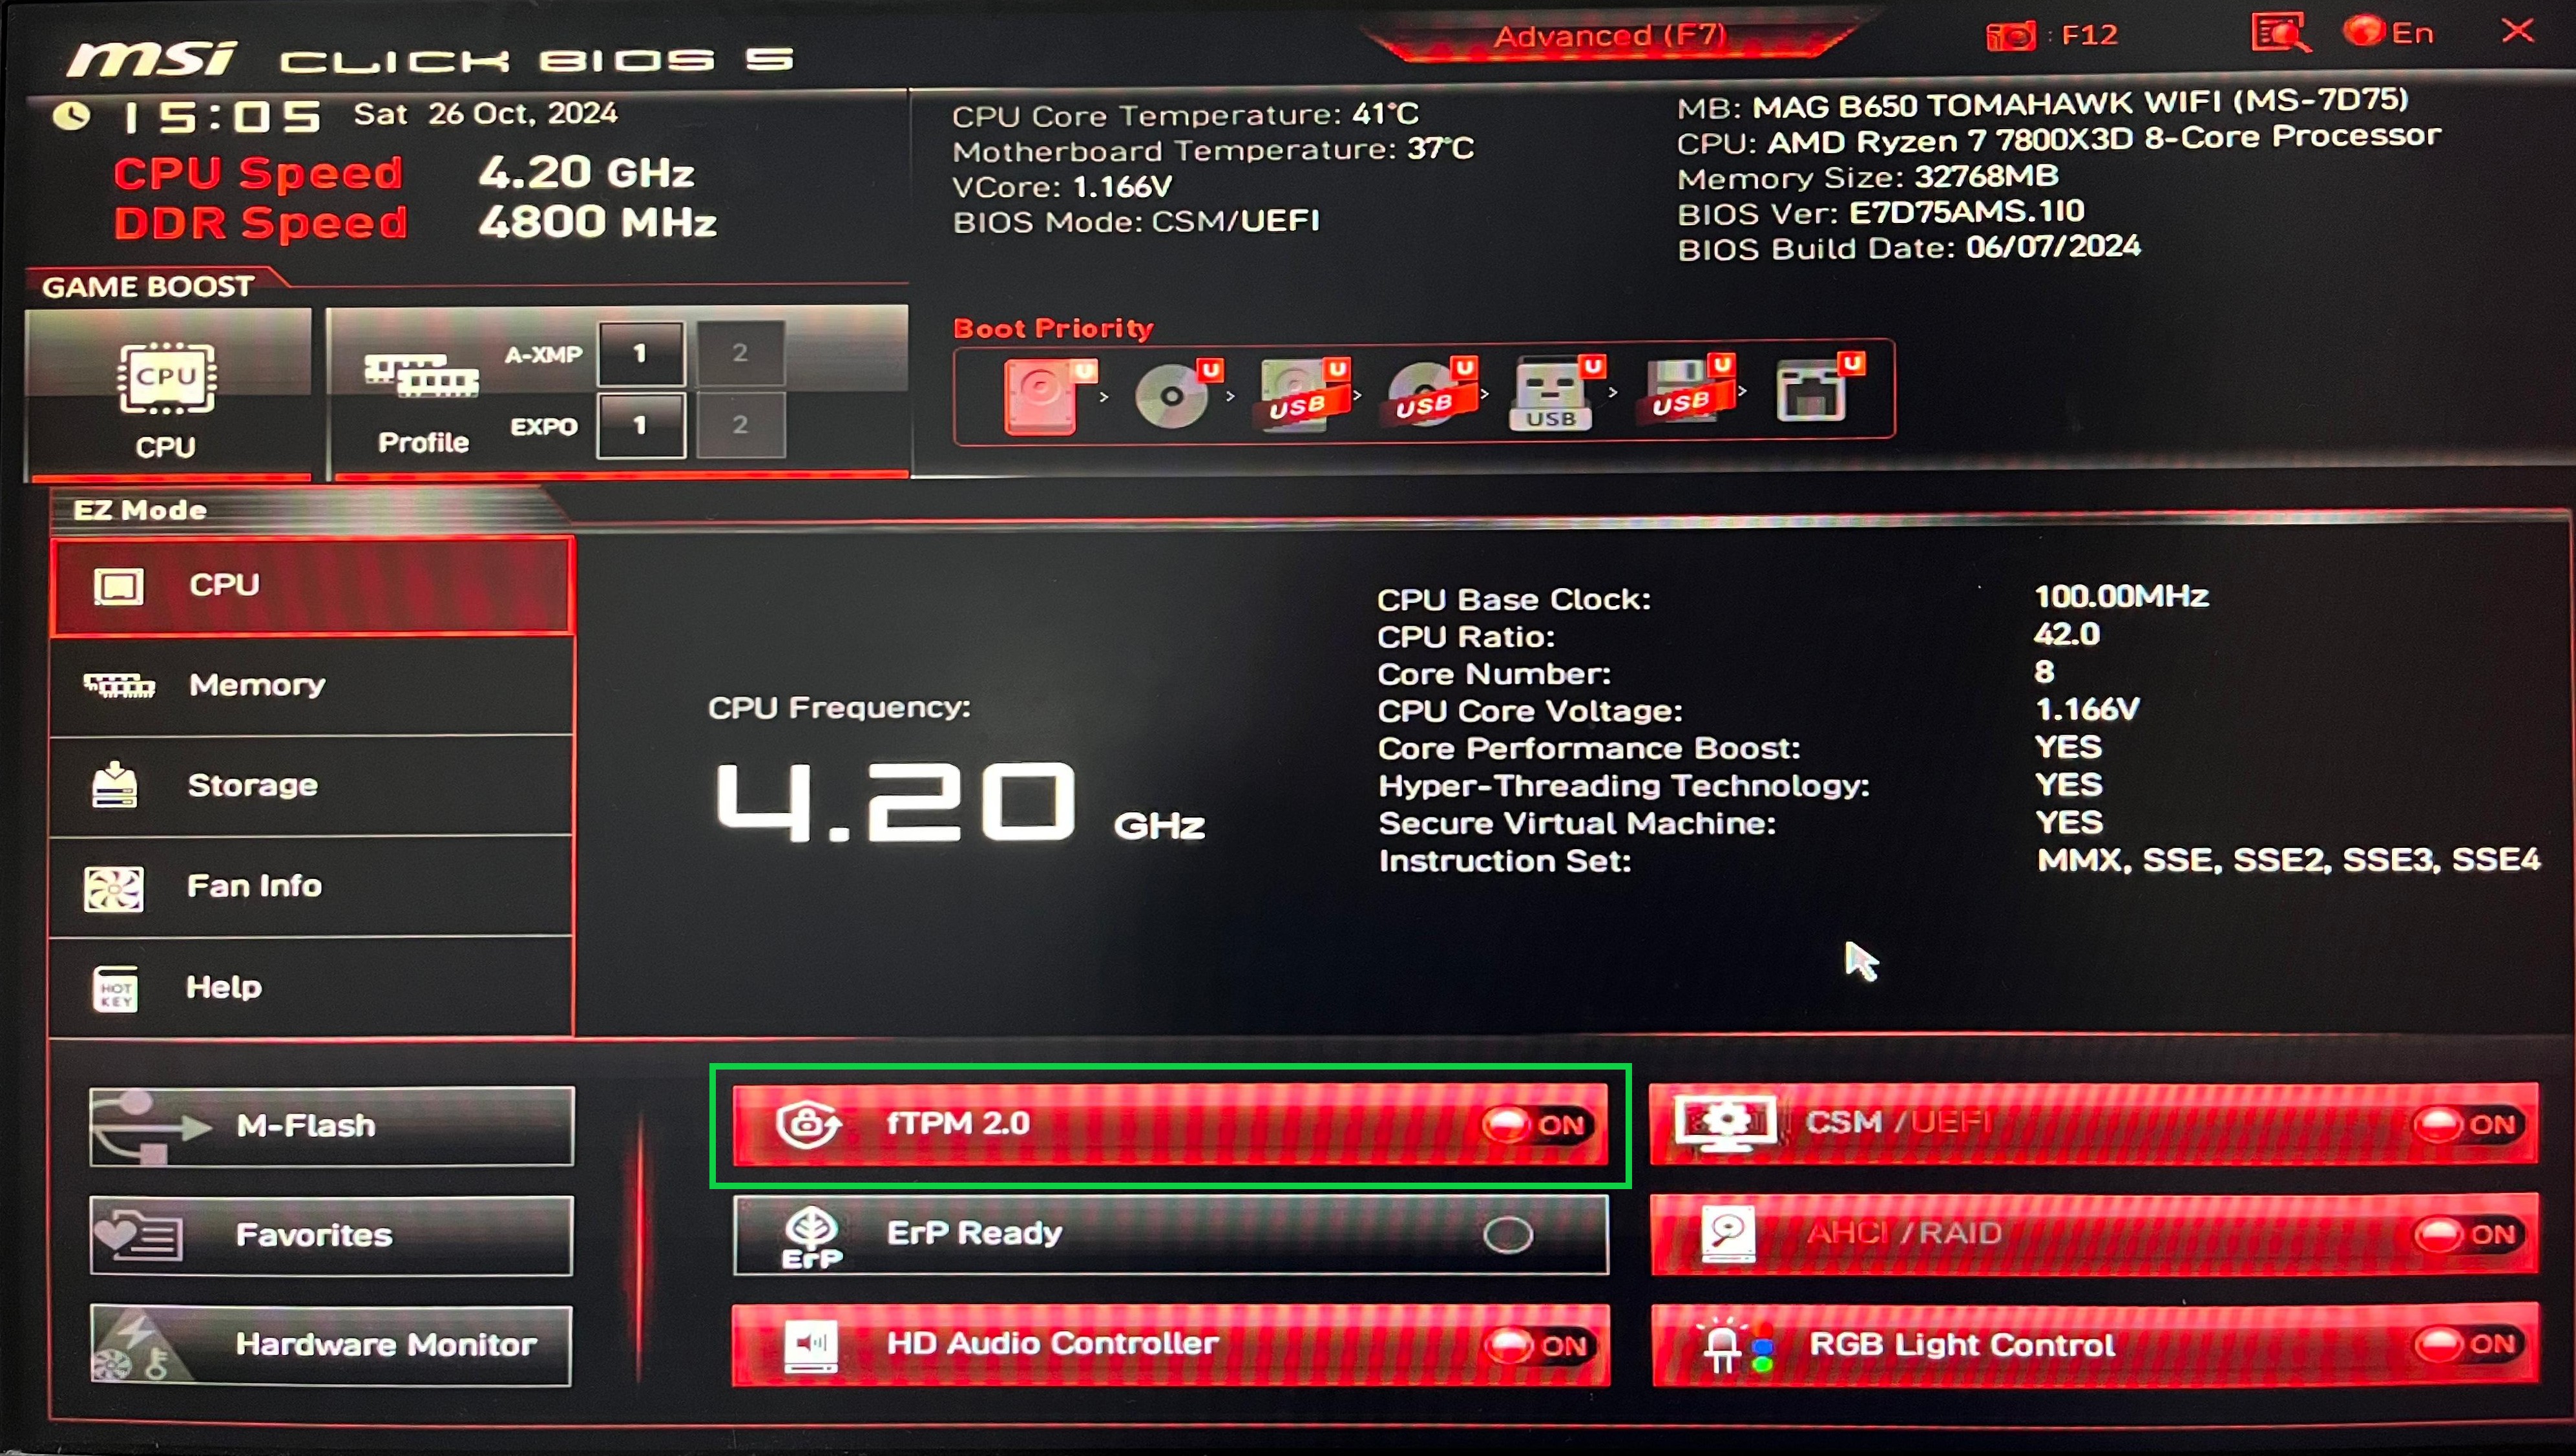 msi CLICK BIOS 5
Advanced (F7)
: F12
En
X
15:05 Sat 26 Oct, 2024
CPU Speed 4.20 GHz
DDR Speed 4800 MHz
CPU Core Temperature: 41°C
Motherboard Temperature: 37°C
VCore: 1.166V
BIOS Mode: CSM/UEFI
MB: MAG B650 TOMAHAWK WIFI (MS-7D75)
CPU: AMD Ryzen 7 7800X3D 8-Core Processor
Memory Size: 32768MB
BIOS Ver: E7D75AMS.1I0
BIOS Build Date: 06/07/2024
GAME BOOST
CPU
CPU
Profile
A-XMP 1 2
EXPO 1 2
Boot Priority
U > U > USB U > USB U > USB U > USB U > U
EZ Mode
CPU
Memory
Storage
Fan Info
HOT KEY Help
CPU Frequency:
4.20 GHz
CPU Base Clock: 100.00MHz
CPU Ratio: 42.0
Core Number: 8
CPU Core Voltage: 1.166V
Core Performance Boost: YES
Hyper-Threading Technology: YES
Secure Virtual Machine: YES
Instruction Set: MMX, SSE, SSE2, SSE3, SSE4
M-Flash
Favorites
Hardware Monitor
fTPM 2.0 ON
ErP ErP Ready
HD Audio Controller ON
CSM /UEFI ON
AHCI /RAID ON
RGB Light Control ON